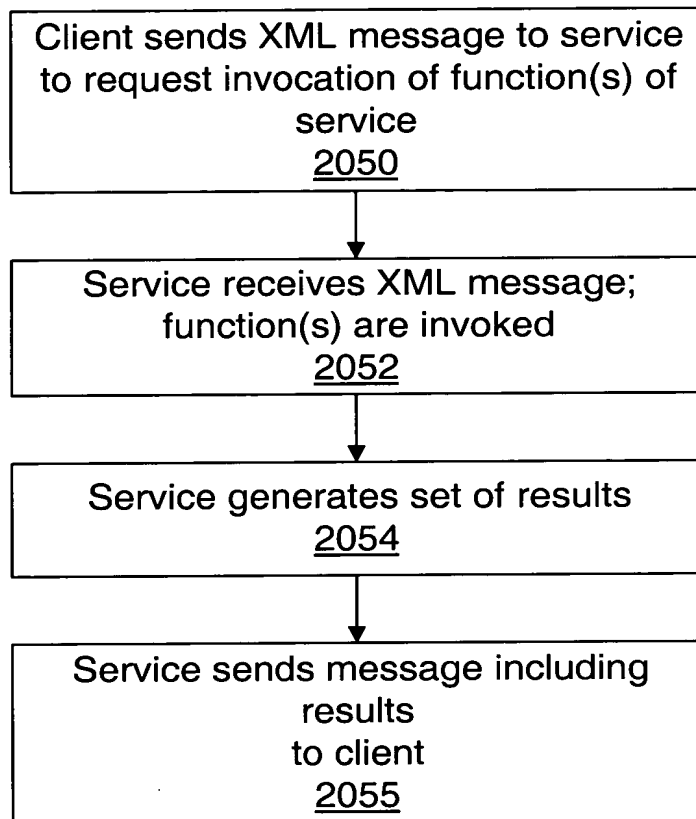 Client sends XML message to service
to request invocation of function(s) of
service
2050
Service receives XML message;
function(s) are invoked
2052
Service generates set of results
2054
Service sends message including
results
to client
2055